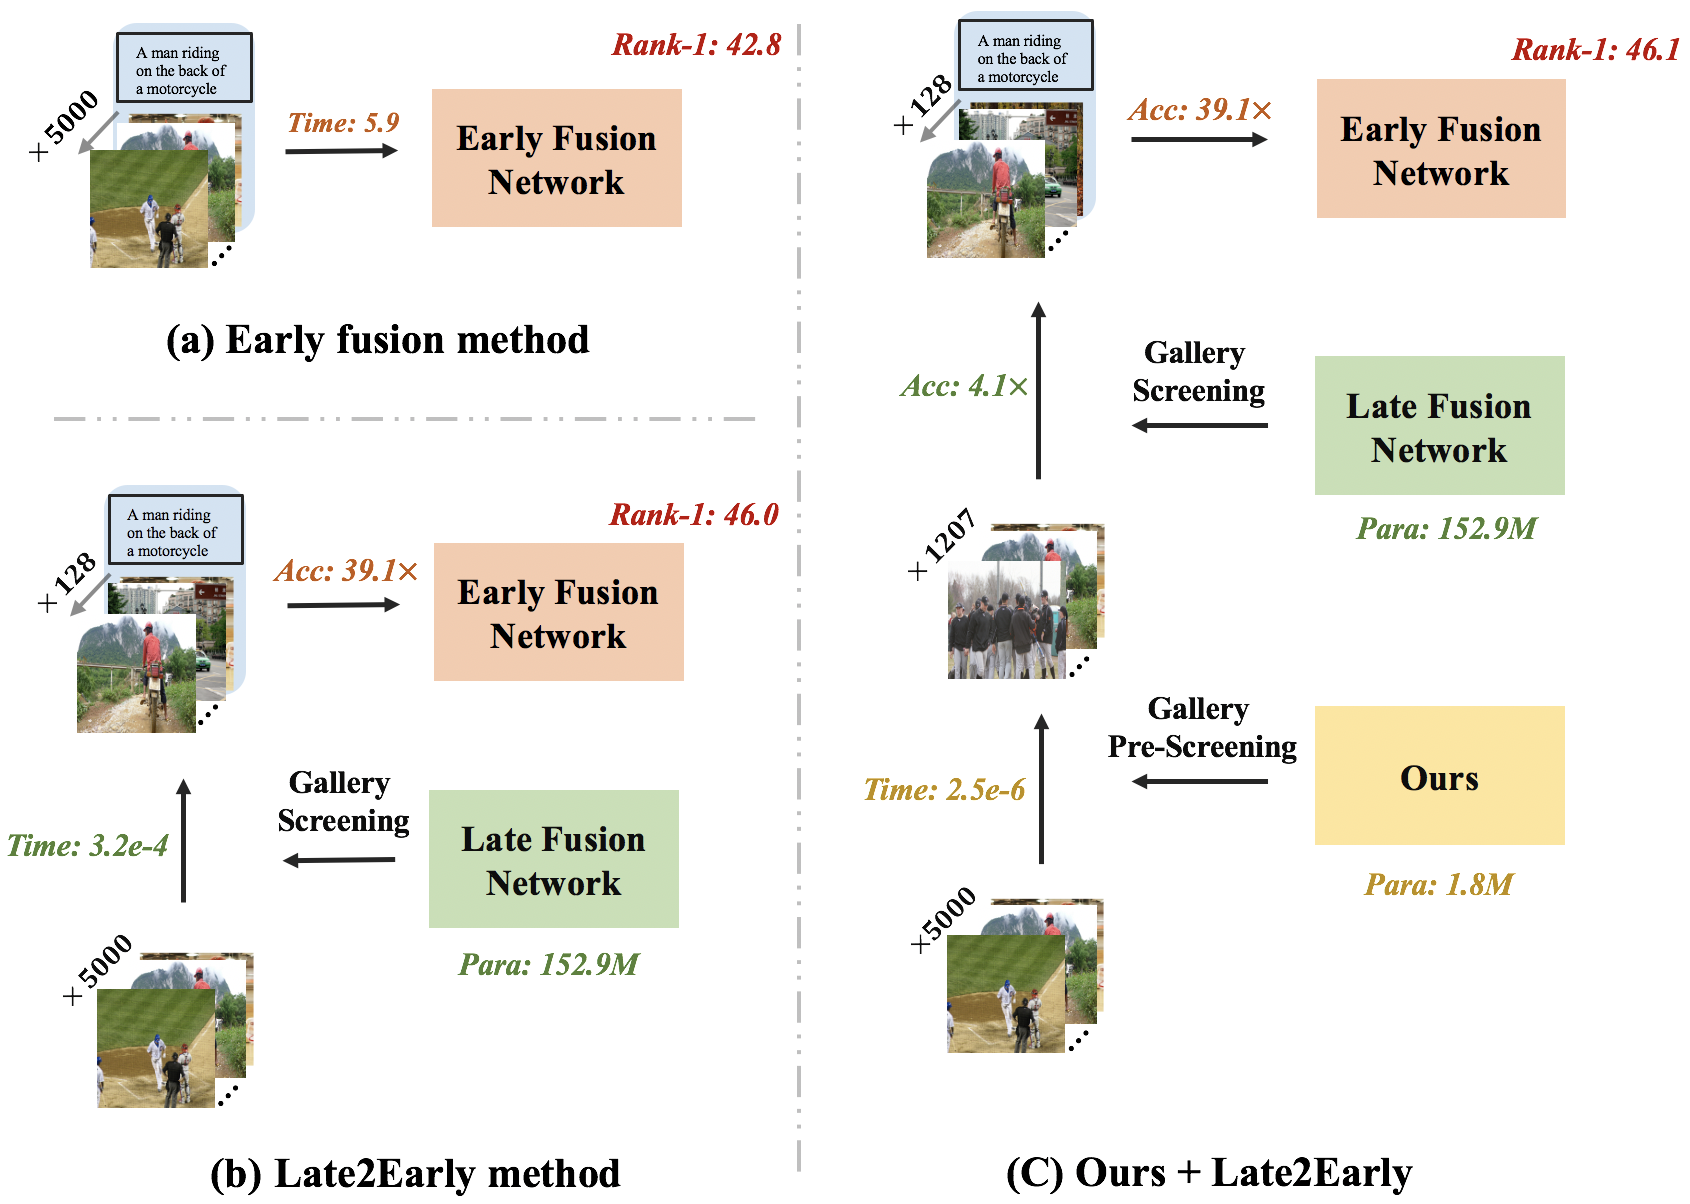 A man riding
on the back of
a motorcycle
+ 5000
Time: 5.9
Rank-1: 42.8
Early Fusion
Network
(a) Early fusion method
A man riding
on the back of
a motorcycle
+ 128
Acc: 39.1×
Rank-1: 46.0
Early Fusion
Network
Time: 3.2e-4
Gallery
Screening
Late Fusion
Network
Para: 152.9M
+ 5000
(b) Late2Early method
A man riding
on the back of
a motorcycle
+ 128
Acc: 39.1×
Rank-1: 46.1
Early Fusion
Network
Acc: 4.1×
Gallery
Screening
Late Fusion
Network
Para: 152.9M
+ 1207
Time: 2.5e-6
Gallery
Pre-Screening
Ours
Para: 1.8M
+5000
(C) Ours + Late2Early